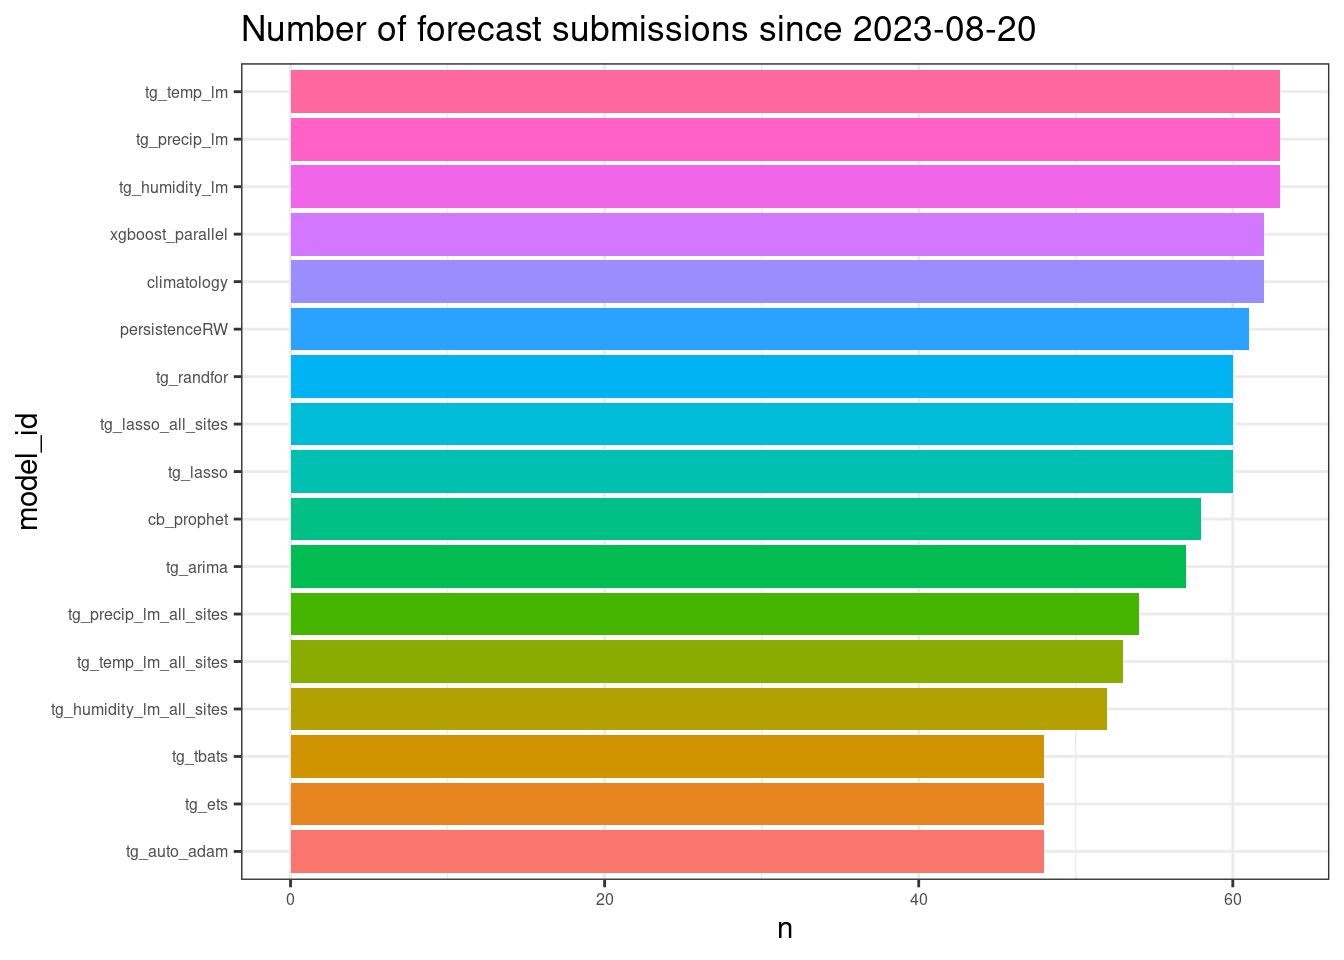 Number of forecast submissions since 2023-08-20
tg_temp_lm
tg_precip_lm
tg_humidity_lm
xgboost_parallel
climatology
persistenceRW
tg_randfor
tg_lasso_all_sites
tg_lasso
cb_prophet
tg_arima
tg_precip_lm_all_sites
tg_temp_lm_all_sites
tg_humidity_lm_all_sites
tg_tbats
tg_ets
tg_auto_adam
model_id
0 20 40 60
n